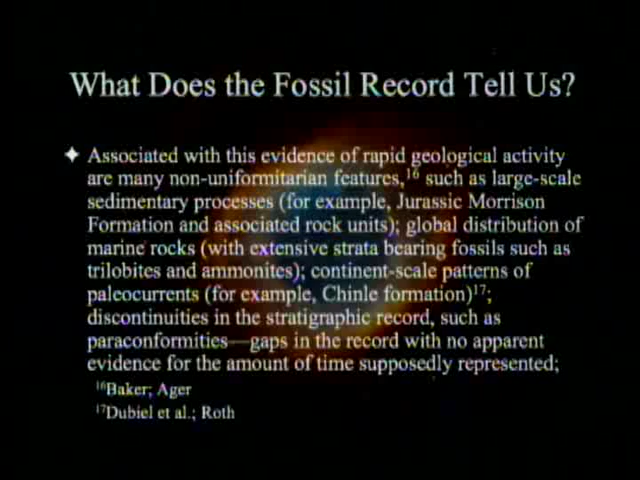 What Does the Fossil Record Tell Us?
✦ Associated with this evidence of rapid geological activity
are many non-uniformitarian features,¹⁶ such as large-scale
sedimentary processes (for example, Jurassic Morrison
Formation and associated rock units); global distribution of
marine rocks (with extensive strata bearing fossils such as
trilobites and ammonites); continent-scale patterns of
paleocurrents (for example, Chinle formation)¹⁷;
discontinuities in the stratigraphic record, such as
paraconformities—gaps in the record with no apparent
evidence for the amount of time supposedly represented;
¹⁶Baker; Ager
¹⁷Dubiel et al.; Roth